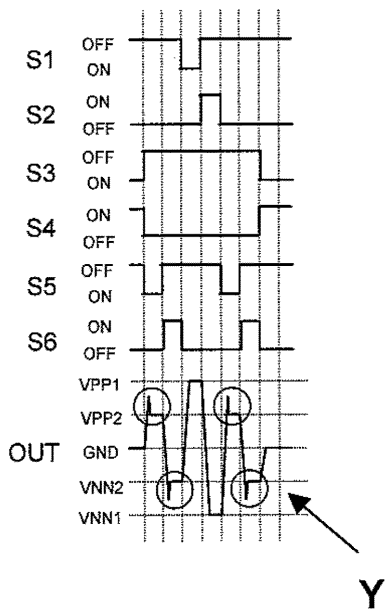 OFF
S1
ON
ON
S2
OFF
OFF
S3
ON
ON
S4
OFF
OFF
S5
ON
ON
S6
OFF
VPP1
VPP2
OUT GND
VNN2
VNN1
Y